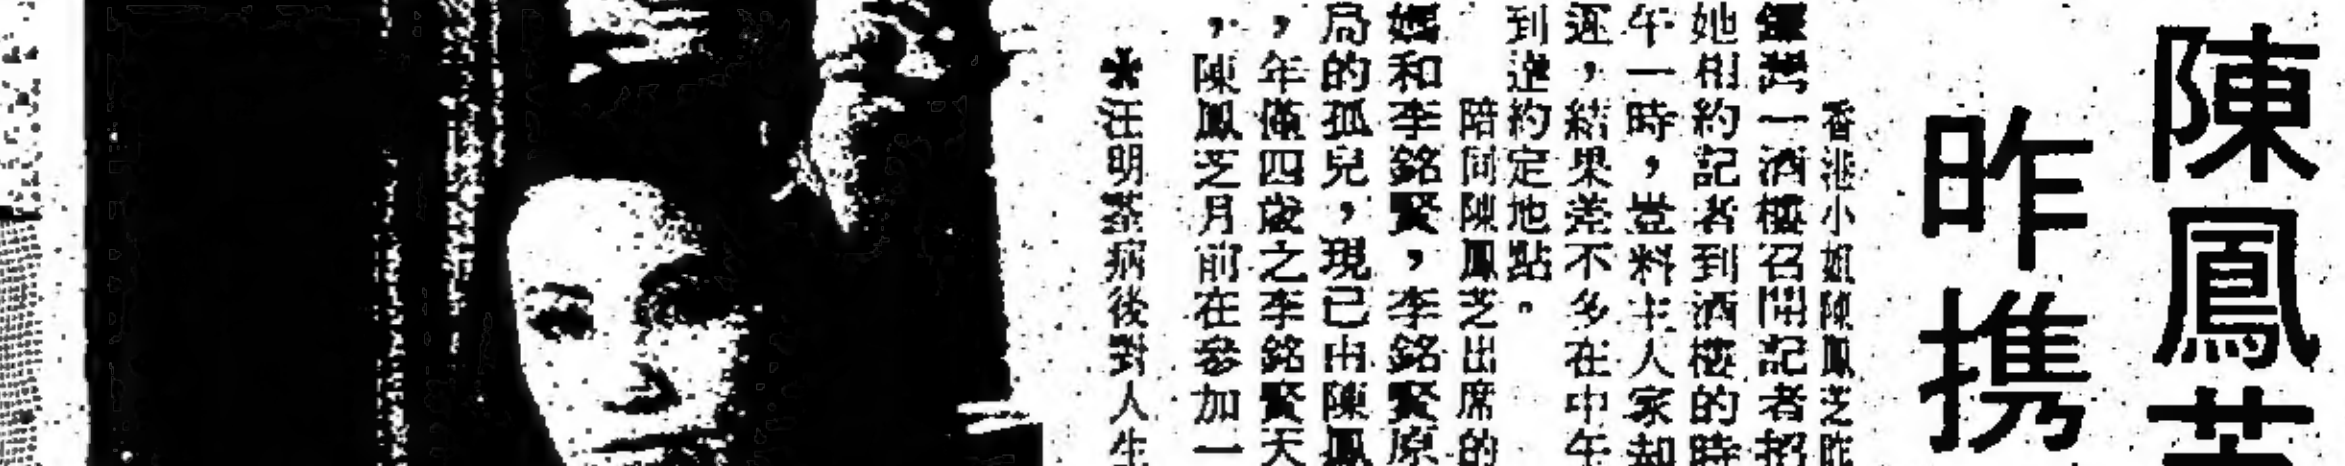 陳鳳芝
昨携
香港小姐陳鳳芝昨
鑼灣一酒樓召開記者招
她相約記者到酒樓的時
午一時，豈料主人家却
遲，結果差不多在中午
到達約定地點。
陪同陳鳳芝出席的
媽和李銘賢，李銘賢原
局的孤兒，現已由陳鳳
，年僅四歲之李銘賢天
，陳鳳芝月前在參加一
汪明荃病後對人生